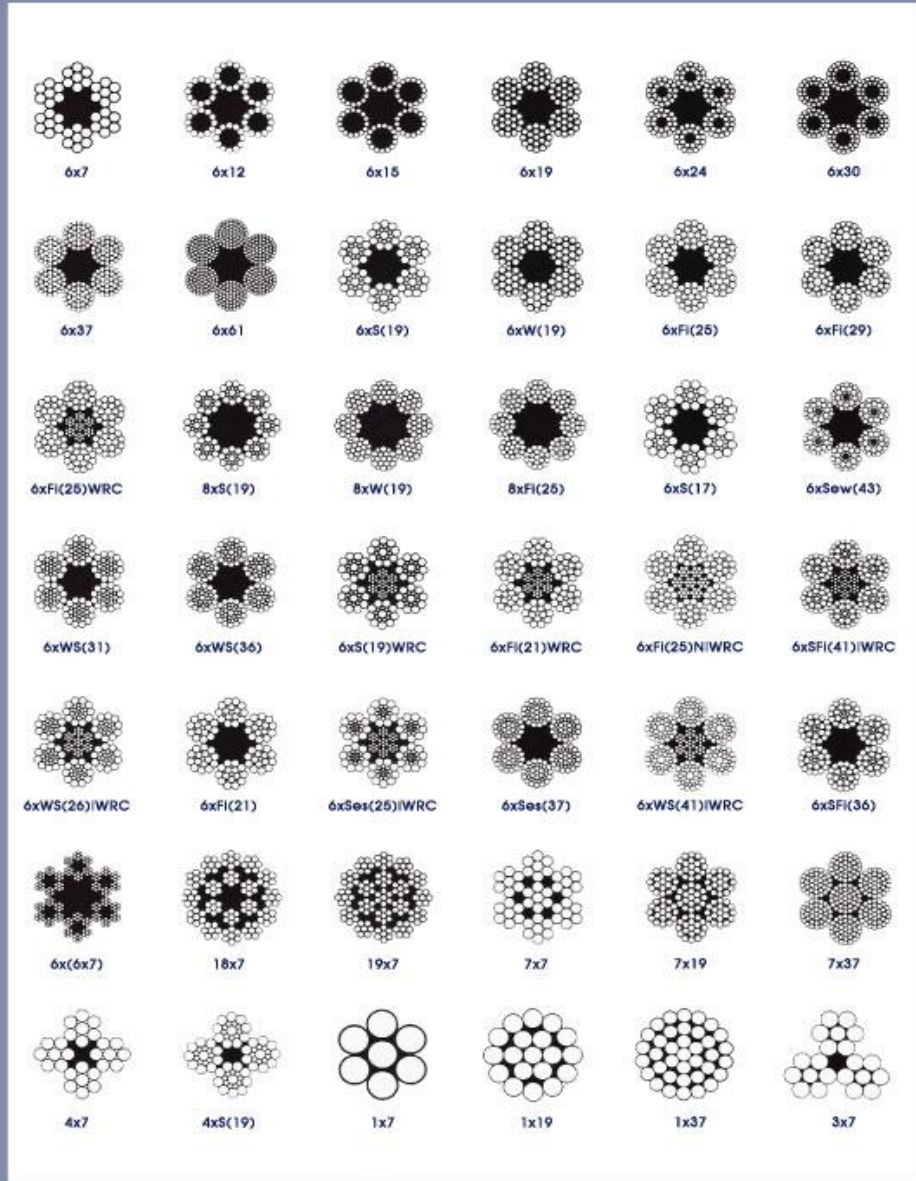 6x7 6x12 6x15 6x19 6x24 6x30
6x37 6x61 6xS(19) 6xW(19) 6xFi(25) 6xFi(29)
6xFi(25)WRC 8xS(19) 8xW(19) 8xFi(25) 6xS(17) 6xSew(43)
6xWS(31) 6xWS(36) 6xS(19)WRC 6xFi(21)WRC 6xFi(25)NIWRC 6xSFi(41)IWRC
6xWS(26)IWRC 6xFi(21) 6xSes(25)IWRC 6xSes(37) 6xWS(41)IWRC 6xSFi(36)
6x(6x7) 18x7 19x7 7x7 7x19 7x37
4x7 4xS(19) 1x7 1x19 1x37 3x7